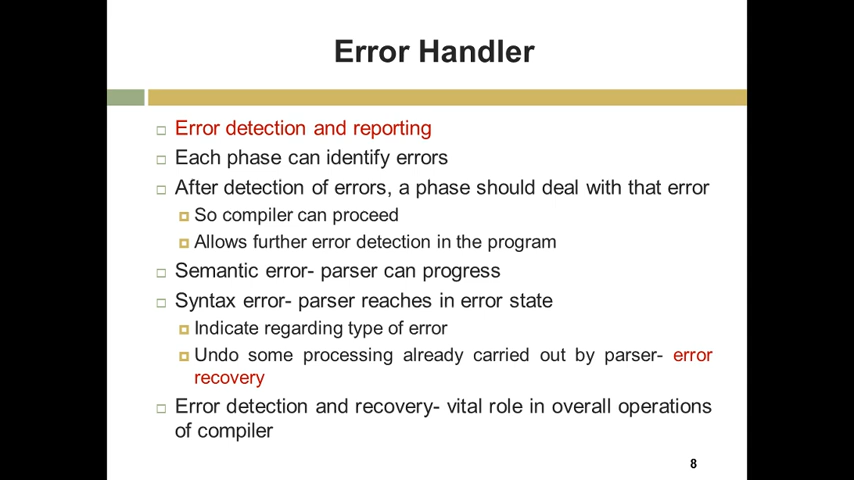 Error Handler
Error detection and reporting
Each phase can identify errors
After detection of errors, a phase should deal with that error
So compiler can proceed
Allows further error detection in the program
Semantic error- parser can progress
Syntax error- parser reaches in error state
Indicate regarding type of error
Undo some processing already carried out by parser- error
recovery
Error detection and recovery- vital role in overall operations
of compiler
8